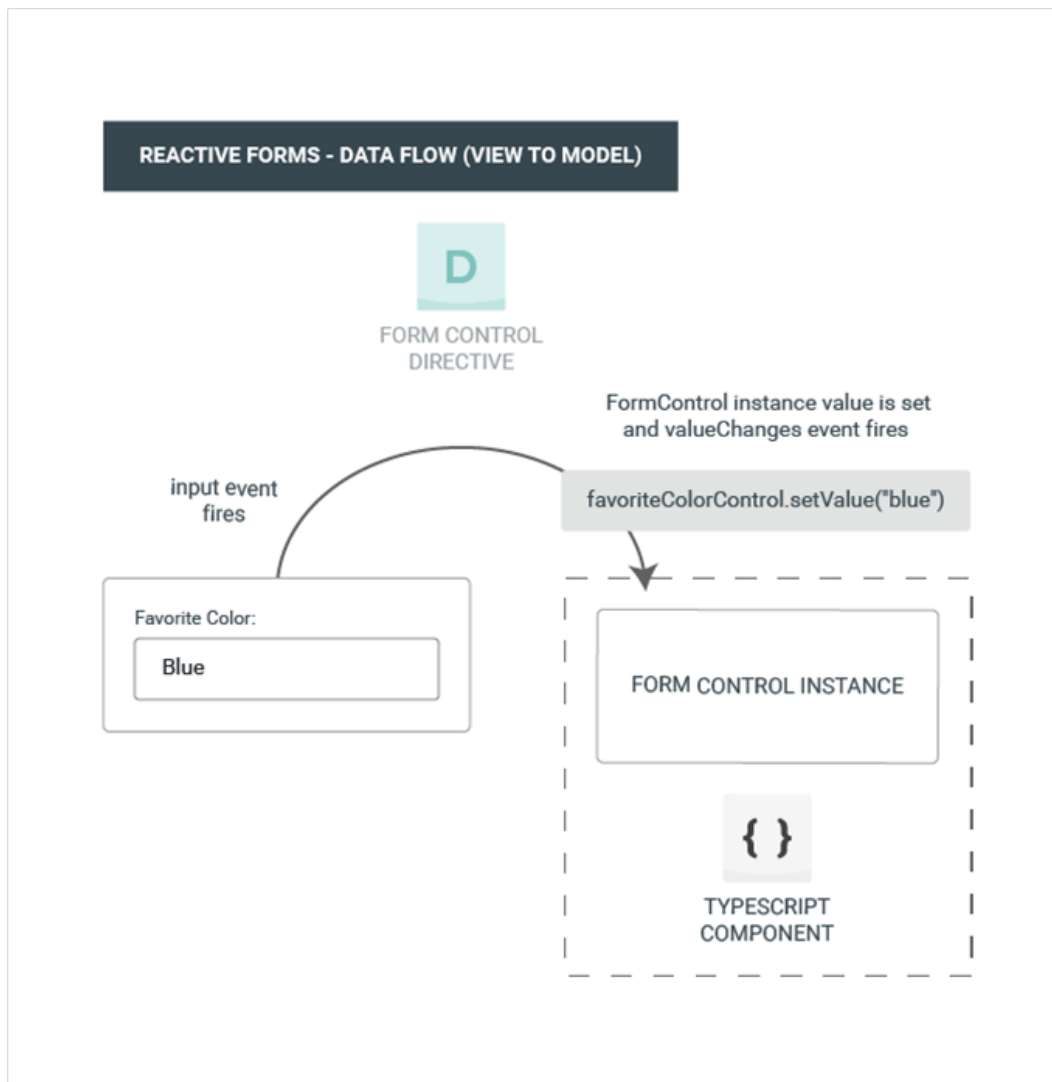 REACTIVE FORMS - DATA FLOW (VIEW TO MODEL)
D
FORM CONTROL
DIRECTIVE
FormControl instance value is set
and valueChanges event fires
input event
fires
favoriteColorControl.setValue("blue")
Favorite Color:
Blue
FORM CONTROL INSTANCE
{ }
TYPESCRIPT
COMPONENT